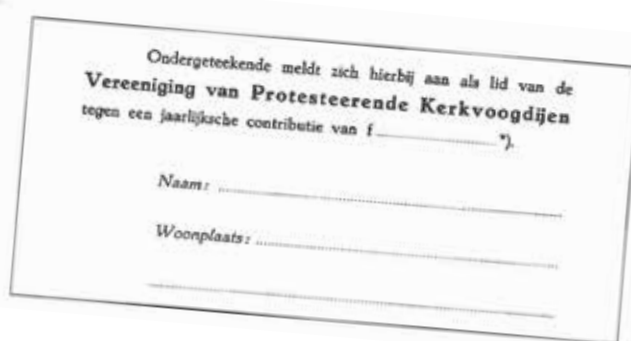 Ondergeteekende meldt zich hierbij aan als lid van de
Vereeniging van Protesteerende Kerkvoogdijen
tegen een jaarlijksche contributie van f .................... *).
Naam: ....................
Woonplaats: ....................
....................